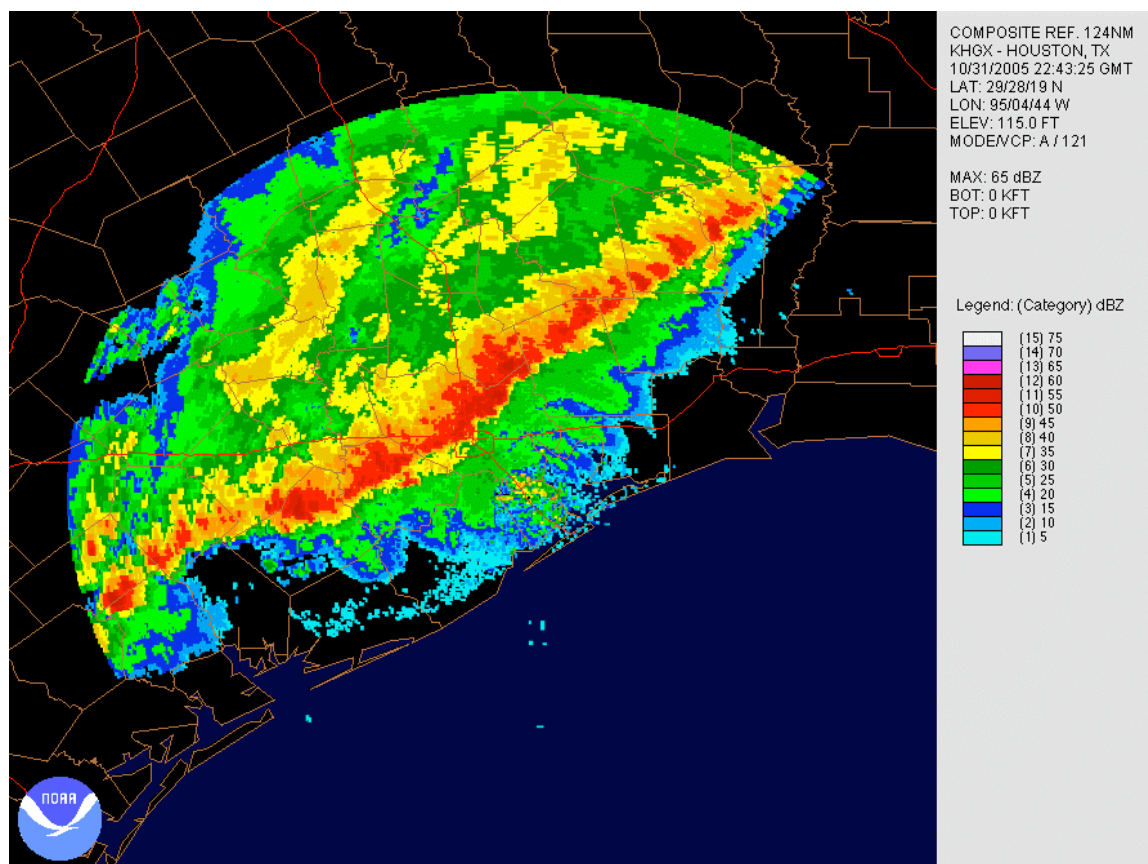 COMPOSITE REF. 124NM
KHGX - HOUSTON, TX
10/31/2005 22:43:25 GMT
LAT: 29/28/19 N
LON: 95/04/44 W
ELEV: 115.0 FT
MODE/VCP: A / 121
MAX: 65 dBZ
BOT: 0 KFT
TOP: 0 KFT
Legend: (Category) dBZ
(15) 75
(14) 70
(13) 65
(12) 60
(11) 55
(10) 50
(9) 45
(8) 40
(7) 35
(6) 30
(5) 25
(4) 20
(3) 15
(2) 10
(1) 5
NOAA